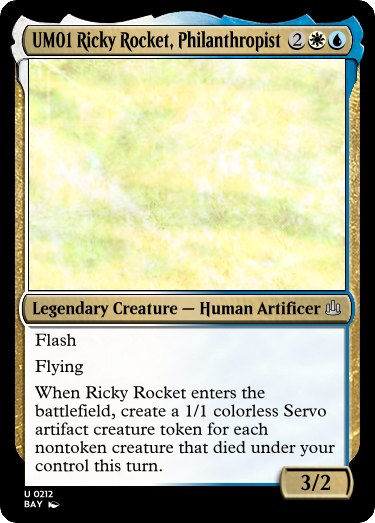 UM01 Ricky Rocket, Philanthropist 2
Legendary Creature — Human Artificer
Flash
Flying
When Ricky Rocket enters the
battlefield, create a 1/1 colorless Servo
artifact creature token for each
nontoken creature that died under your
control this turn.
3/2
U 0212
BAY